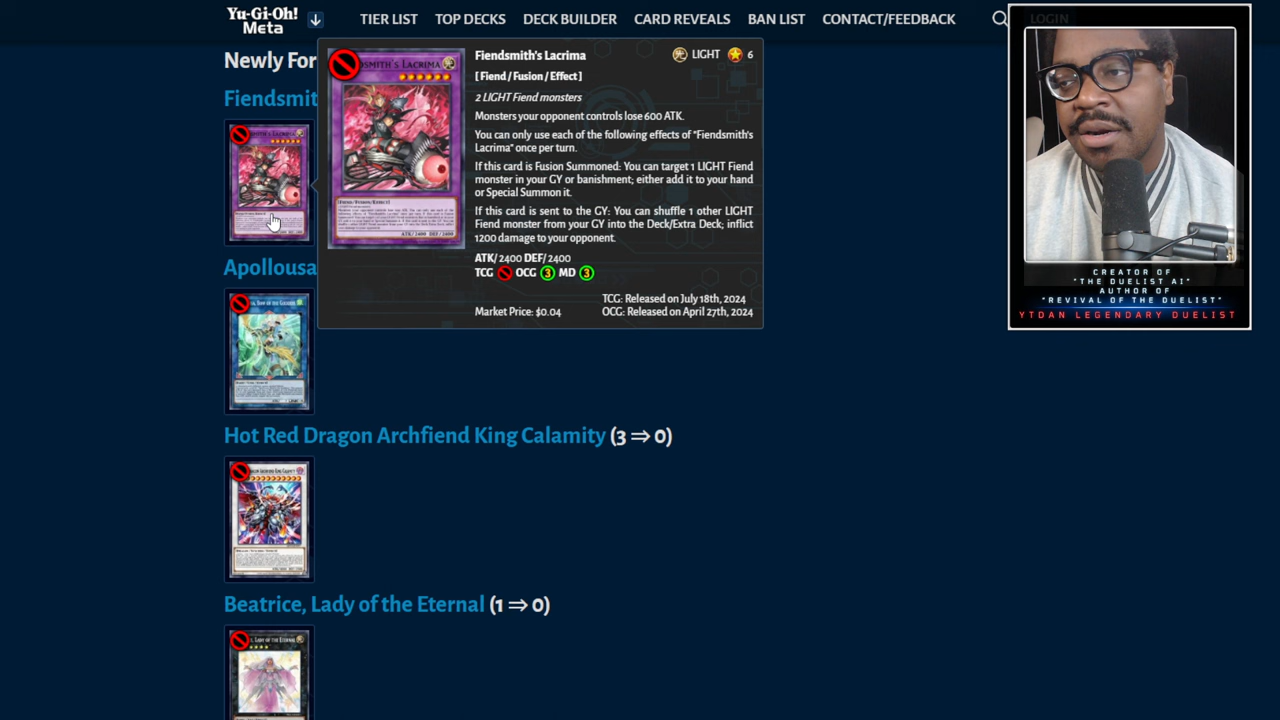 Yu-Gi-Oh!
Meta
TIER LIST
TOP DECKS
DECK BUILDER
CARD REVEALS
BAN LIST
CONTACT/FEEDBACK
LOGIN
Newly For
Fiendsmit
Fiendsmith's Lacrima
LIGHT 6
[ Fiend / Fusion / Effect ]
2 LIGHT Fiend monsters
Monsters your opponent controls lose 600 ATK.
You can only use each of the following effects of "Fiendsmith's
Lacrima" once per turn.
If this card is Fusion Summoned: You can target 1 LIGHT Fiend
monster in your GY or banishment; either add it to your hand
or Special Summon it.
If this card is sent to the GY: You can shuffle 1 other LIGHT
Fiend monster from your GY into the Deck/Extra Deck; inflict
1200 damage to your opponent.
ATK/ 2400 DEF/ 2400
TCG OCG 3 MD 3
TCG: Released on July 18th, 2024
Market Price: $0.04
OCG: Released on April 27th, 2024
Apollousa
Hot Red Dragon Archfiend King Calamity (3 ⇒ 0)
Beatrice, Lady of the Eternal (1 ⇒ 0)
CREATOR OF
"THE DUELIST AI"
AUTHOR OF
"REVIVAL OF THE DUELIST"
YTDAN LEGENDARY DUELIST